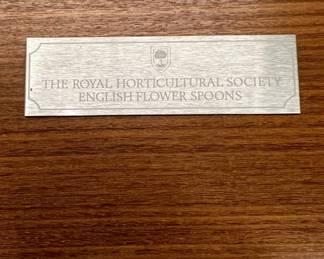 THE ROYAL HORTICULTURAL SOCIETY
ENGLISH FLOWER SPOONS